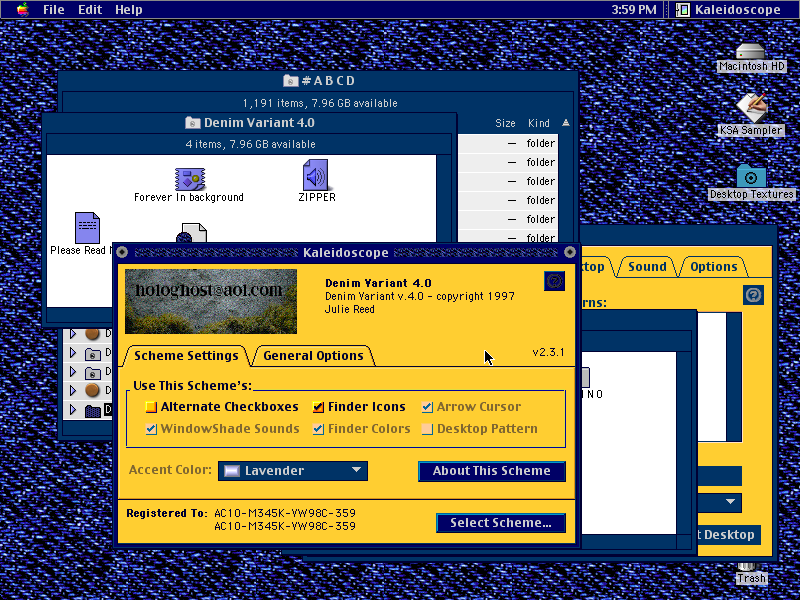 File Edit Help
3:59 PM Kaleidoscope
Macintosh HD
KSA Sampler
Desktop Textures
Trash
#ABCD
1,191 items, 7.96 GB available
Size Kind
— folder
— folder
— folder
— folder
— folder
— folder
Denim Variant 4.0
4 items, 7.96 GB available
Forever In background
ZIPPER
Please Read
D
D
D
D
D
Sound Options
rns:
t Desktop
Kaleidoscope
hologhost@aol.com
Denim Variant 4.0
Denim Variant v.4.0 - copyright 1997
Julie Reed
v2.3.1
Scheme Settings General Options
Use This Scheme's:
Alternate Checkboxes Finder Icons Arrow Cursor
WindowShade Sounds Finder Colors Desktop Pattern
Accent Color: Lavender
About This Scheme
Registered To: AC10-M345K-YW98C-359
AC10-M345K-YW98C-359
Select Scheme...